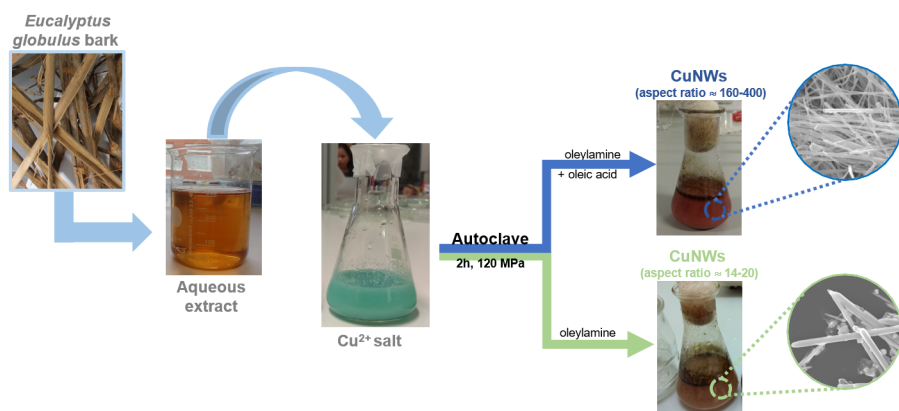 Eucalyptus
globulus bark
Aqueous
extract
Cu²⁺ salt
Autoclave
2h, 120 MPa
oleylamine
+ oleic acid
CuNWs
(aspect ratio ≈ 160-400)
oleylamine
CuNWs
(aspect ratio ≈ 14-20)